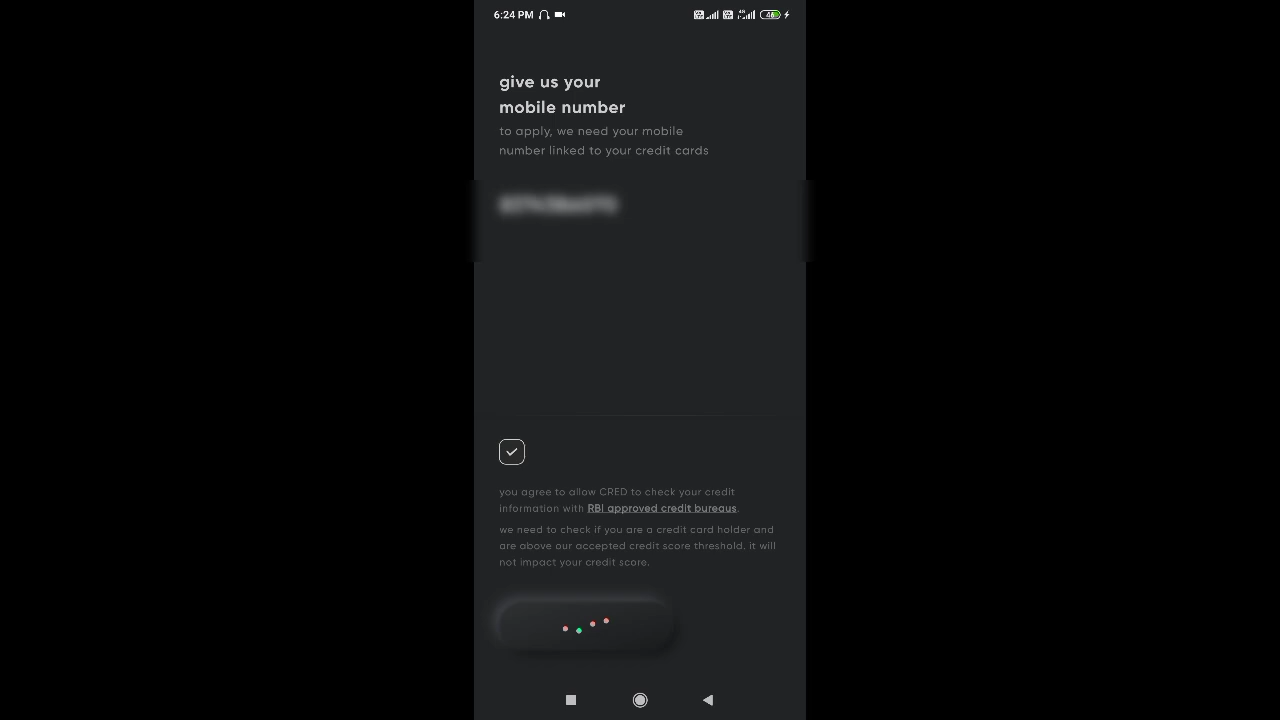 6:24 PM
give us your
mobile number
to apply, we need your mobile
number linked to your credit cards
you agree to allow CRED to check your credit
information with RBI approved credit bureaus.
we need to check if you are a credit card holder and
are above our accepted credit score threshold. it will
not impact your credit score.